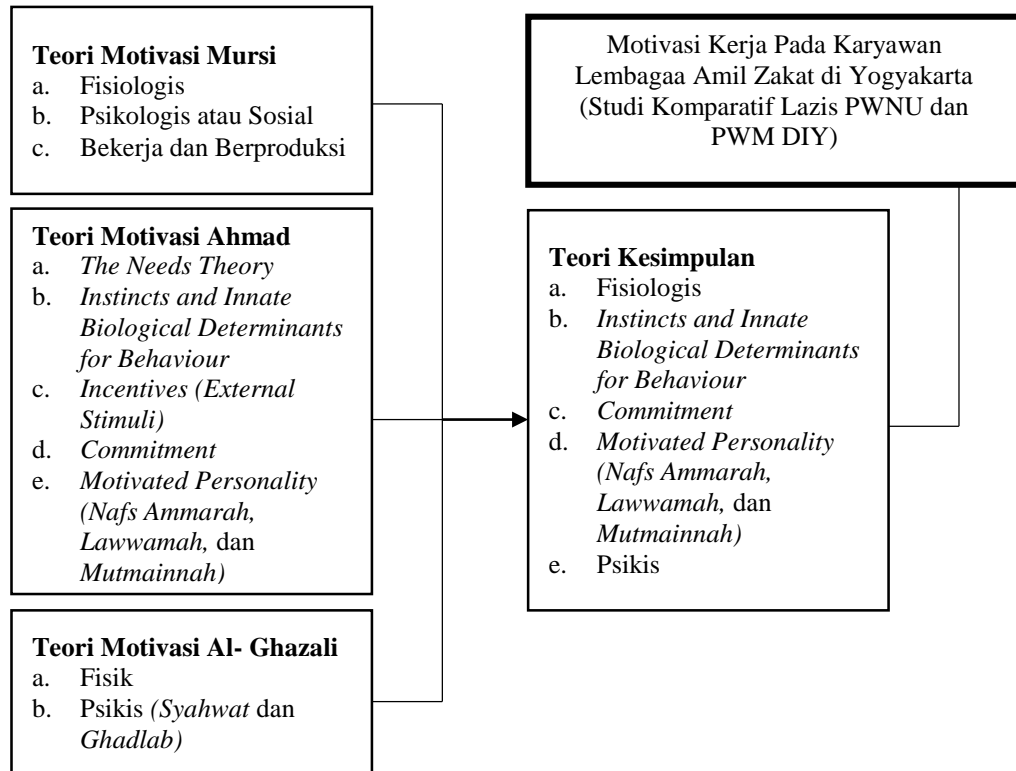 Teori Motivasi Mursi
a. Fisiologis
b. Psikologis atau Sosial
c. Bekerja dan Berproduksi
Motivasi Kerja Pada Karyawan
Lembagaa Amil Zakat di Yogyakarta
(Studi Komparatif Lazis PWNU dan
PWM DIY)
Teori Motivasi Ahmad
a. The Needs Theory
b. Instincts and Innate
Biological Determinants
for Behaviour
c. Incentives (External
Stimuli)
d. Commitment
e. Motivated Personality
(Nafs Ammarah,
Lawwamah, dan
Mutmainnah)
Teori Motivasi Al- Ghazali
a. Fisik
b. Psikis (Syahwat dan
Ghadlab)
Teori Kesimpulan
a. Fisiologis
b. Instincts and Innate
Biological Determinants
for Behaviour
c. Commitment
d. Motivated Personality
(Nafs Ammarah,
Lawwamah, dan
Mutmainnah)
e. Psikis